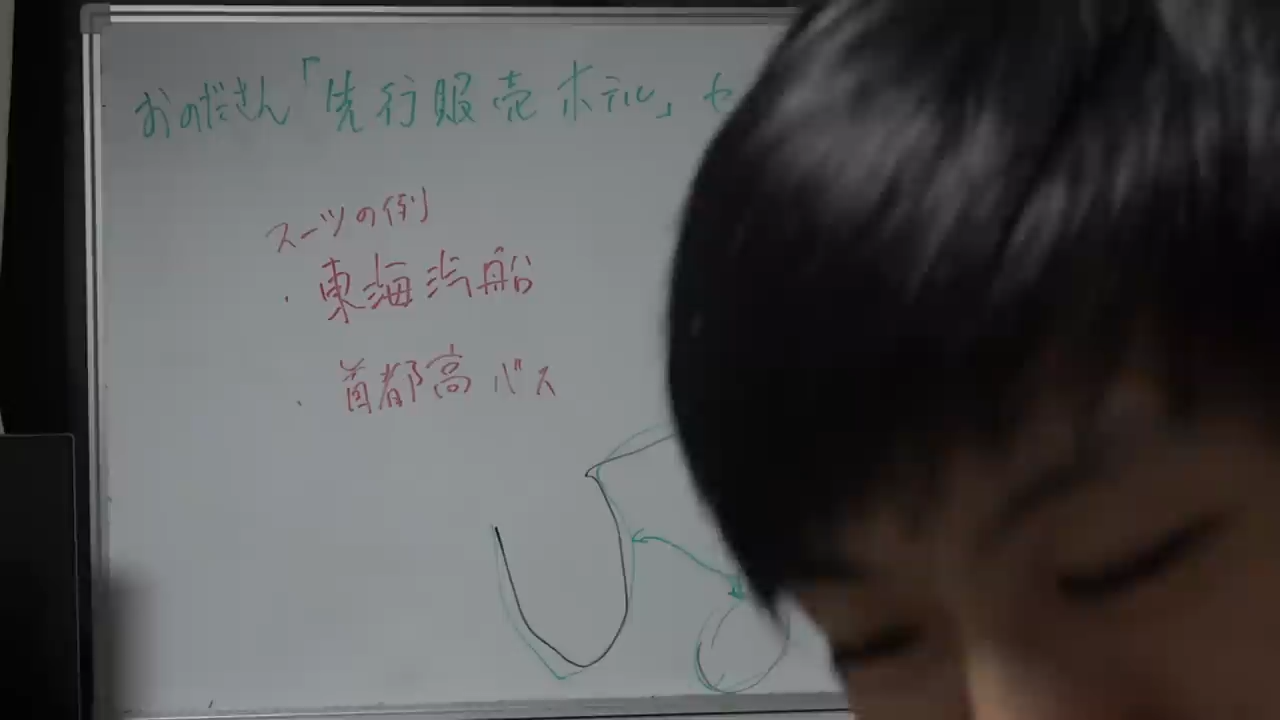 おのださん「先行販売ホテル」セ
スーツの例
・東海汽船
・首都高バス